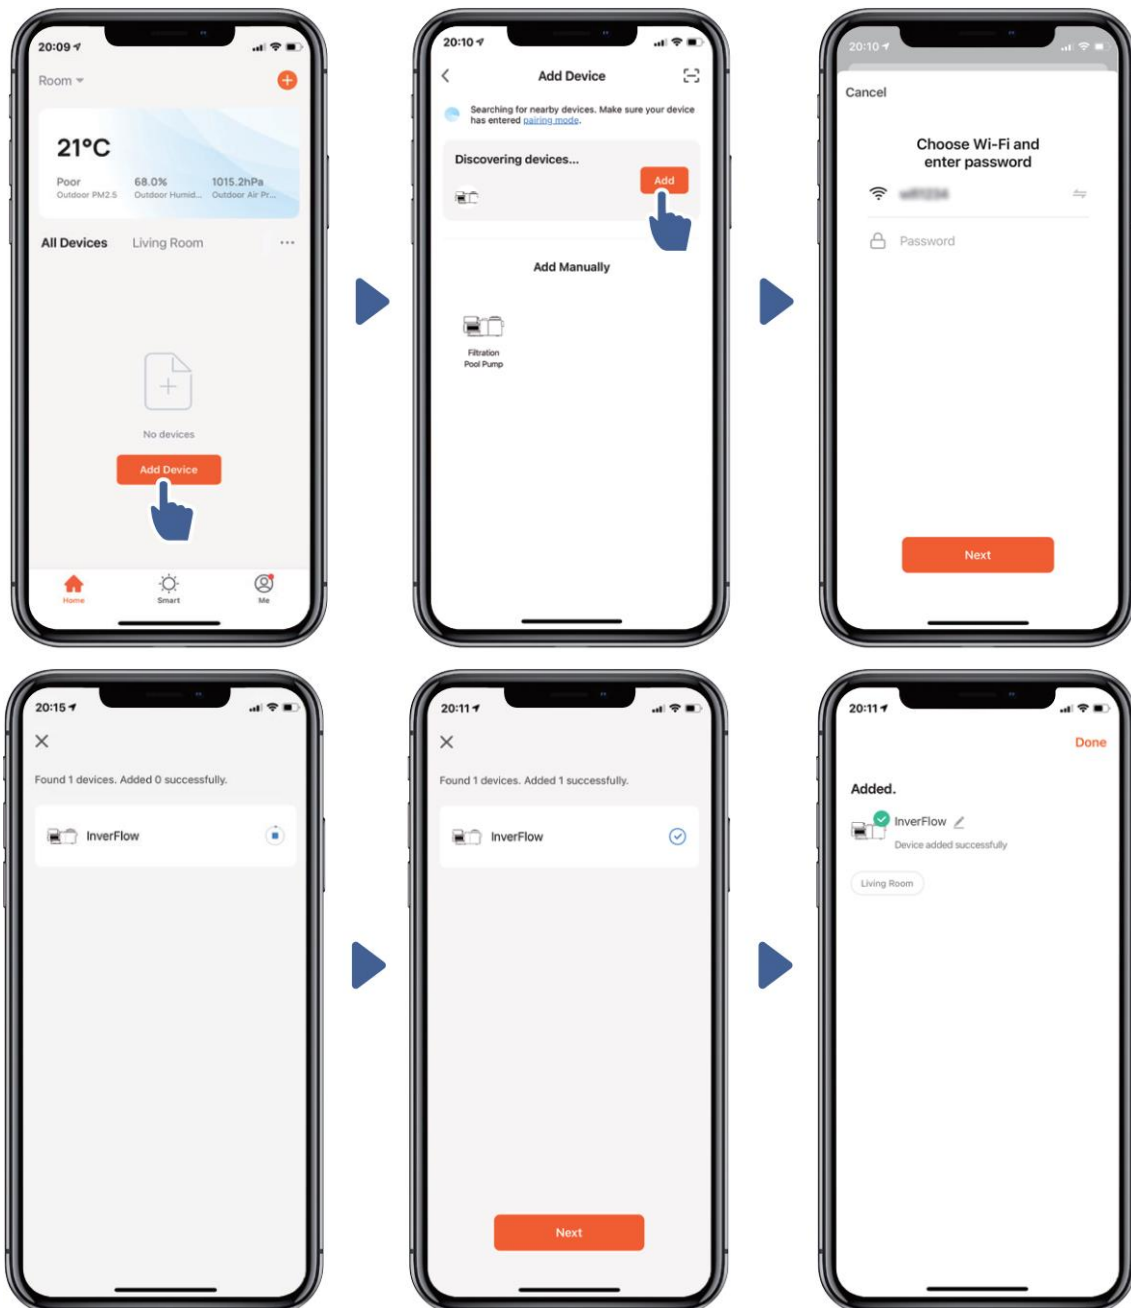 20:09
Room
21°C
Poor
Outdoor PM2.5
68.0%
Outdoor Humid...
1015.2hPa
Outdoor Air Pr...
All Devices
Living Room
No devices
Add Device
Home
Smart
Me
20:10
Add Device
Searching for nearby devices. Make sure your device
has entered pairing mode.
Discovering devices...
Add
Add Manually
Filtration
Pool Pump
20:10
Cancel
Choose Wi-Fi and
enter password
Password
Next
20:15
Found 1 devices. Added 0 successfully.
InverFlow
20:11
Found 1 devices. Added 1 successfully.
InverFlow
Next
20:11
Done
Added.
InverFlow
Device added successfully
Living Room